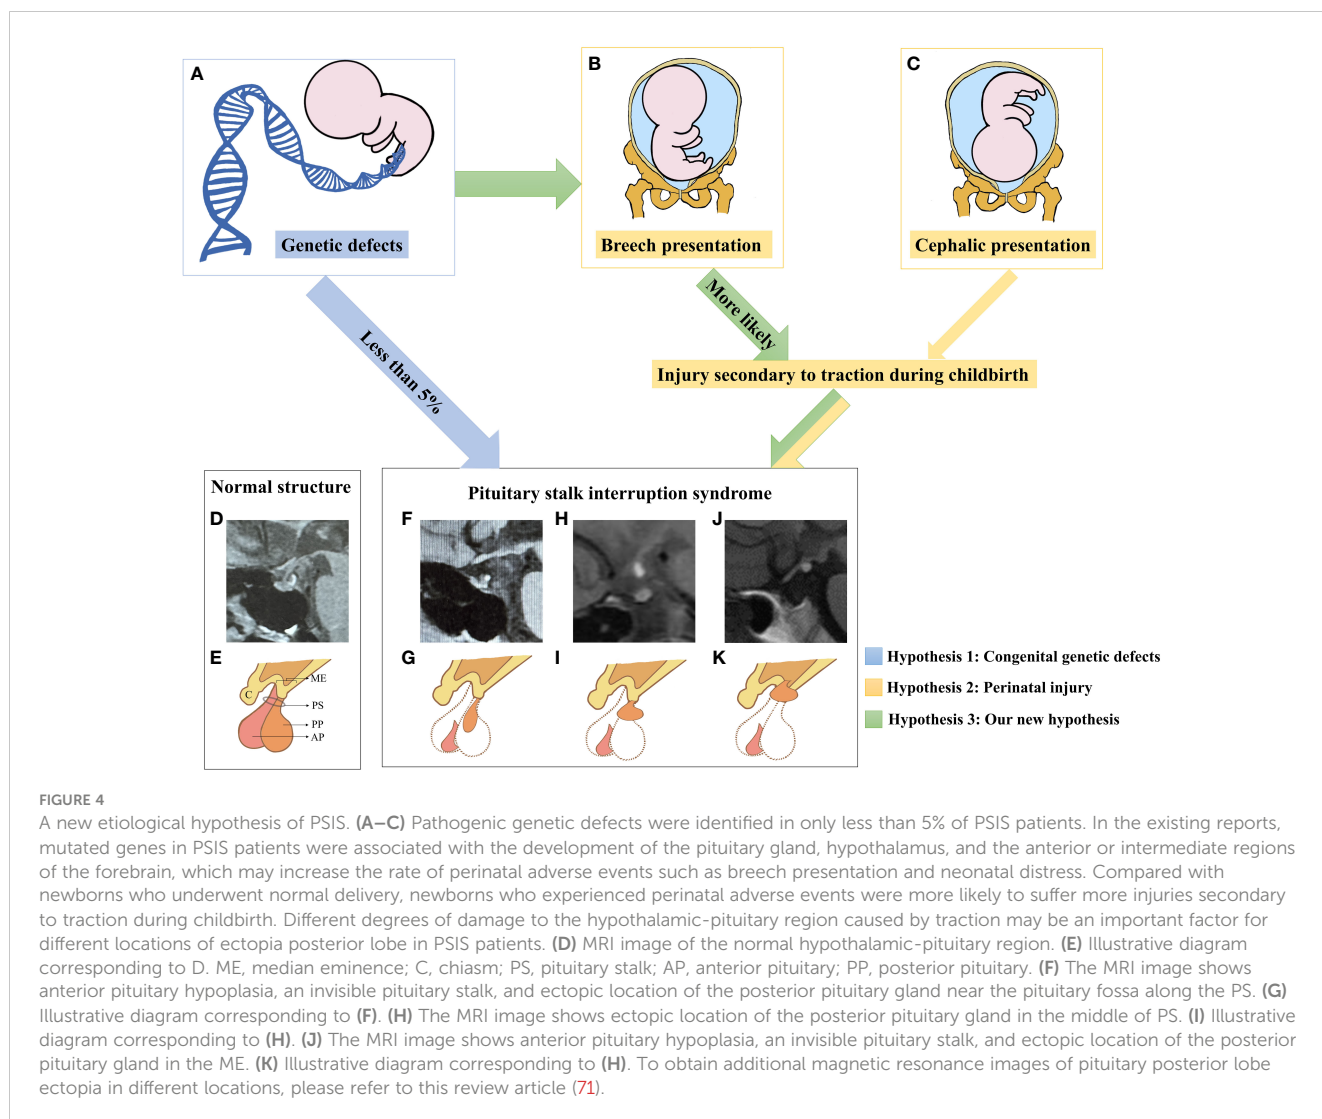 A
B
C
Genetic defects
Breech presentation
Cephalic presentation
Less than 5%
More likely
Injury secondary to traction during childbirth
Normal structure
Pituitary stalk interruption syndrome
D
F
H
J
E
G
I
K
C
ME
PS
PP
AP
Hypothesis 1: Congenital genetic defects
Hypothesis 2: Perinatal injury
Hypothesis 3: Our new hypothesis
FIGURE 4
A new etiological hypothesis of PSIS. (A–C) Pathogenic genetic defects were identified in only less than 5% of PSIS patients. In the existing reports,
mutated genes in PSIS patients were associated with the development of the pituitary gland, hypothalamus, and the anterior or intermediate regions
of the forebrain, which may increase the rate of perinatal adverse events such as breech presentation and neonatal distress. Compared with
newborns who underwent normal delivery, newborns who experienced perinatal adverse events were more likely to suffer more injuries secondary
to traction during childbirth. Different degrees of damage to the hypothalamic-pituitary region caused by traction may be an important factor for
different locations of ectopia posterior lobe in PSIS patients. (D) MRI image of the normal hypothalamic-pituitary region. (E) Illustrative diagram
corresponding to D. ME, median eminence; C, chiasm; PS, pituitary stalk; AP, anterior pituitary; PP, posterior pituitary. (F) The MRI image shows
anterior pituitary hypoplasia, an invisible pituitary stalk, and ectopic location of the posterior pituitary gland near the pituitary fossa along the PS. (G)
Illustrative diagram corresponding to (F). (H) The MRI image shows ectopic location of the posterior pituitary gland in the middle of PS. (I) Illustrative
diagram corresponding to (H). (J) The MRI image shows anterior pituitary hypoplasia, an invisible pituitary stalk, and ectopic location of the posterior
pituitary gland in the ME. (K) Illustrative diagram corresponding to (H). To obtain additional magnetic resonance images of pituitary posterior lobe
ectopia in different locations, please refer to this review article (71).